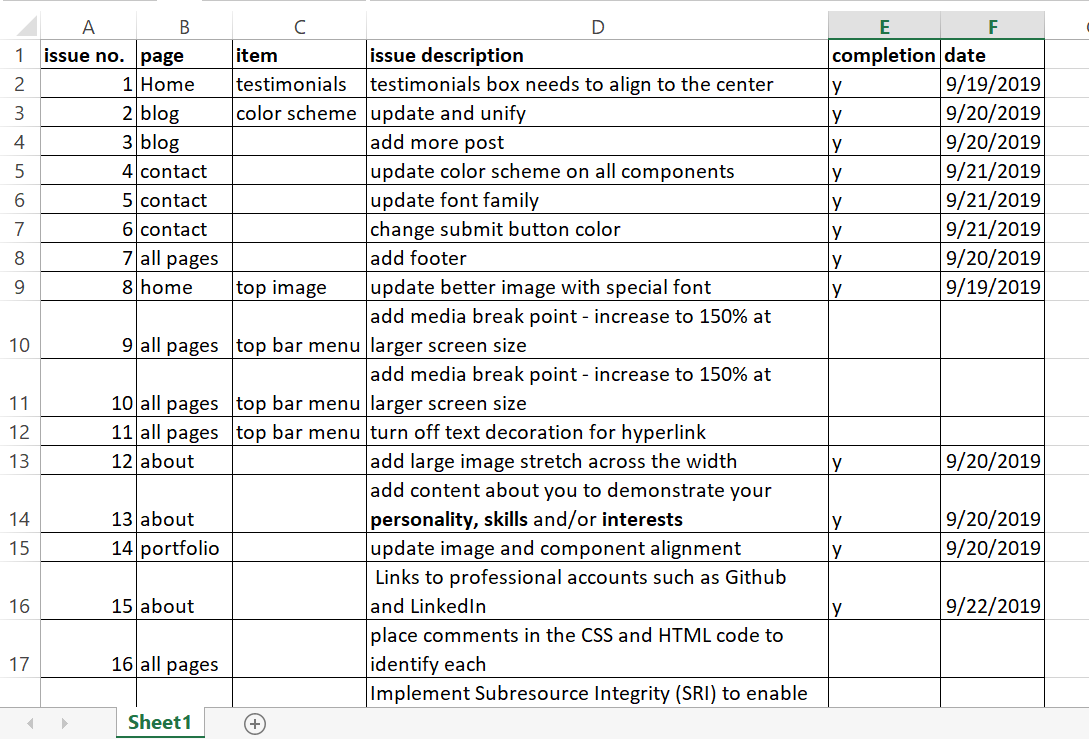 A B C D E F
1 issue no. page item issue description completion date
2 1 Home testimonials testimonials box needs to align to the center y 9/19/2019
3 2 blog color scheme update and unify y 9/20/2019
4 3 blog add more post y 9/20/2019
5 4 contact update color scheme on all components y 9/21/2019
6 5 contact update font family y 9/21/2019
7 6 contact change submit button color y 9/21/2019
8 7 all pages add footer y 9/20/2019
9 8 home top image update better image with special font y 9/19/2019
add media break point - increase to 150% at
10 9 all pages top bar menu larger screen size
add media break point - increase to 150% at
11 10 all pages top bar menu larger screen size
12 11 all pages top bar menu turn off text decoration for hyperlink
13 12 about add large image stretch across the width y 9/20/2019
add content about you to demonstrate your
14 13 about personality, skills and/or interests y 9/20/2019
15 14 portfolio update image and component alignment y 9/20/2019
Links to professional accounts such as Github
16 15 about and LinkedIn y 9/22/2019
place comments in the CSS and HTML code to
17 16 all pages identify each
Implement Subresource Integrity (SRI) to enable
Sheet1